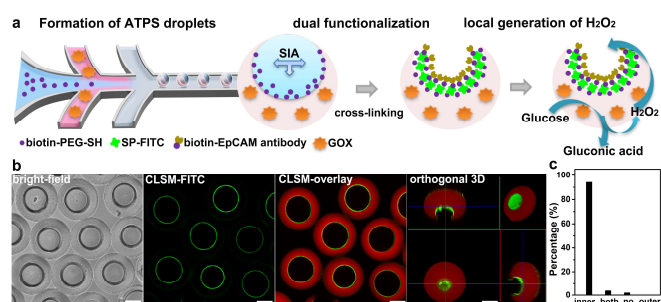 a Formation of ATPS droplets dual functionalization local generation of H₂O₂
SIA
cross-linking
Glucose H₂O₂
Gluconic acid
biotin-PEG-SH SP-FITC biotin-EpCAM antibody GOX
b bright-field CLSM-FITC CLSM-overlay orthogonal 3D
c
Percentage (%)
100
80
60
40
20
0
inner both no outer